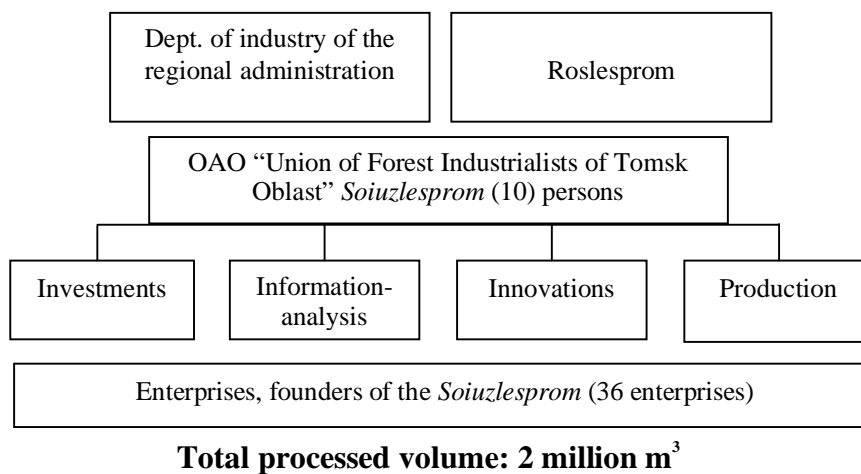 Dept. of industry of the
regional administration
Roslesprom
OAO “Union of Forest Industrialists of Tomsk
Oblast” Soiuzlesprom (10) persons
Investments
Information-
analysis
Innovations
Production
Enterprises, founders of the Soiuzlesprom (36 enterprises)
Total processed volume: 2 million m³